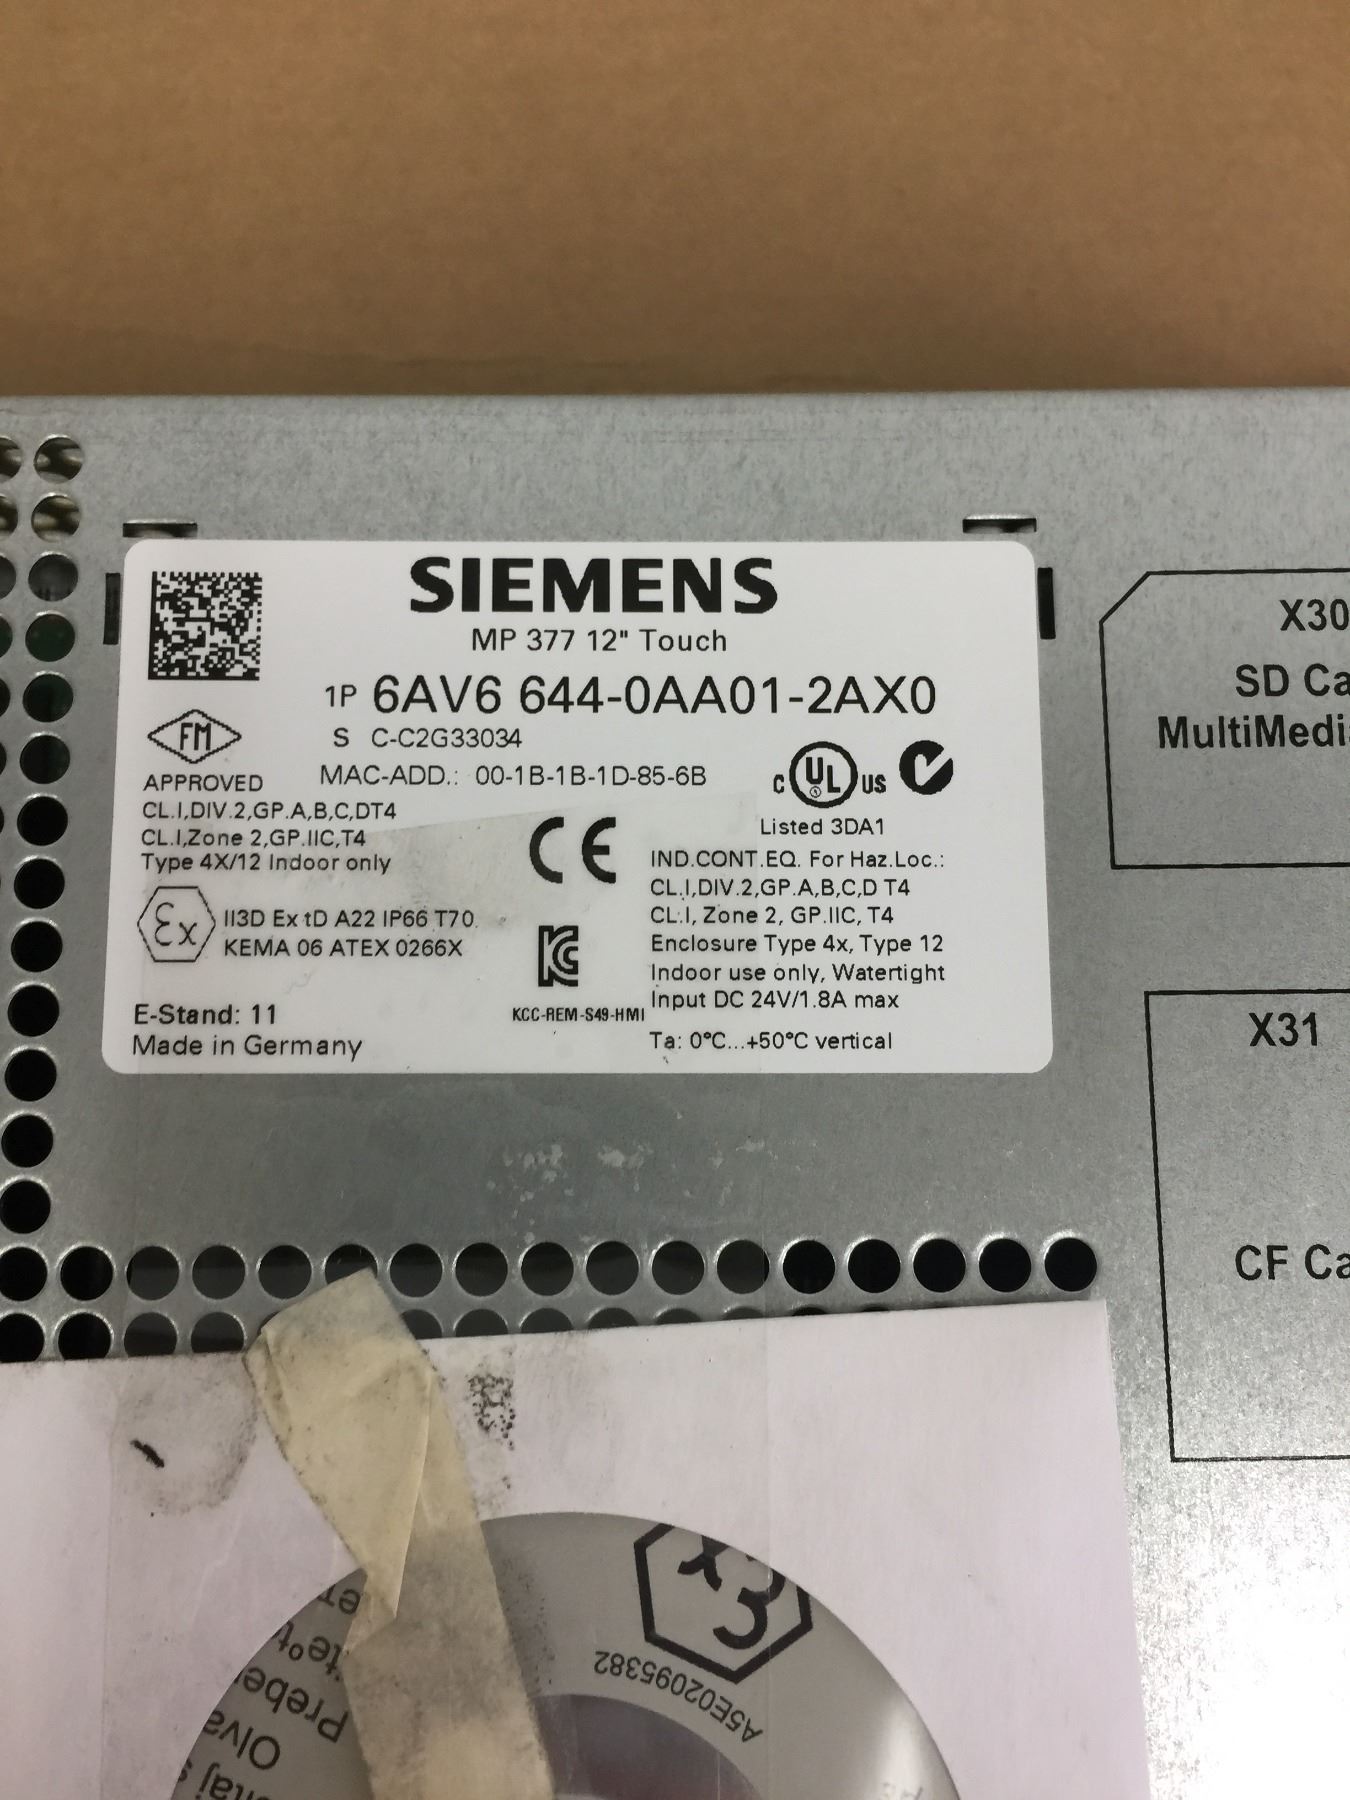 SIEMENS
MP 377 12" Touch
1P 6AV6 644-0AA01-2AX0
S C-C2G33034
MAC-ADD.: 00-1B-1B-1D-85-6B
FM
APPROVED
CL.I,DIV.2,GP.A,B,C,DT4
CL.I,Zone 2,GP.IIC,T4
Type 4X/12 Indoor only
C UL US
Listed 3DA1
CE
IND.CONT.EQ. For Haz.Loc.:
CL.I,DIV.2,GP.A,B,C,D T4
CL.I, Zone 2, GP.IIC, T4
Enclosure Type 4x, Type 12
Indoor use only, Watertight
Input DC 24V/1.8A max
Ta: 0°C...+50°C vertical
Ex
II3D Ex tD A22 IP66 T70.
KEMA 06 ATEX 0266X
KC
KCC-REM-S49-HMI
E-Stand: 11
Made in Germany
X30
SD Ca
MultiMedia
X31
CF Ca
Ex
A5E02095382
Prebe
Olva